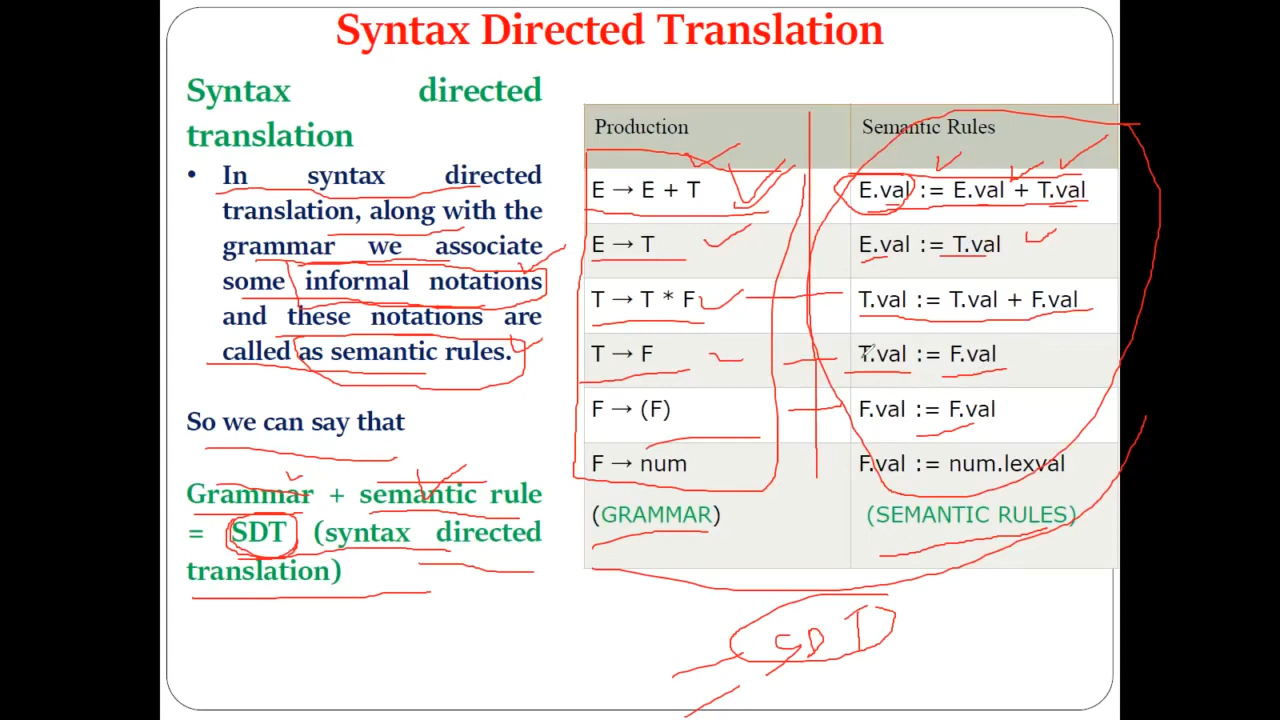 Syntax Directed Translation
Syntax directed
translation
• In syntax directed
translation, along with the
grammar we associate
some informal notations
and these notations are
called as semantic rules.
So we can say that
Grammar + semantic rule
= SDT (syntax directed
translation)
Production Semantic Rules
E → E + T E.val := E.val + T.val
E → T E.val := T.val
T → T * F T.val := T.val + F.val
T → F T.val := F.val
F → (F) F.val := F.val
F → num F.val := num.lexval
(GRAMMAR) (SEMANTIC RULES)
SDT